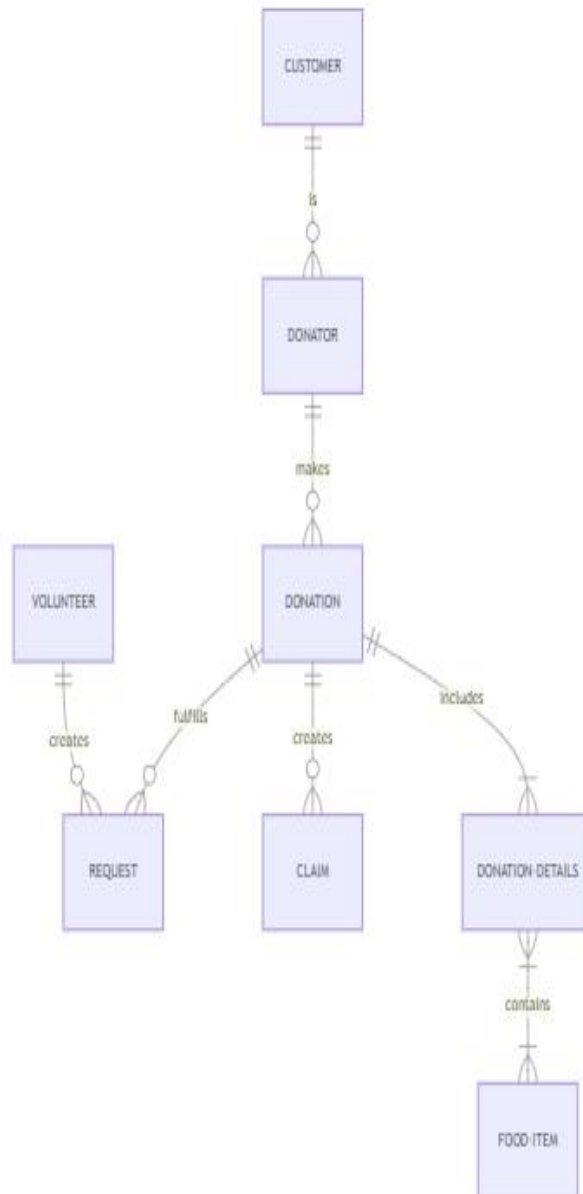 CUSTOMER
is
DONATOR
makes
VOLUNTEER
DONATION
creates
fulfills
creates
includes
REQUEST
CLAIM
DONATION-DETAILS
contains
FOOD-ITEM